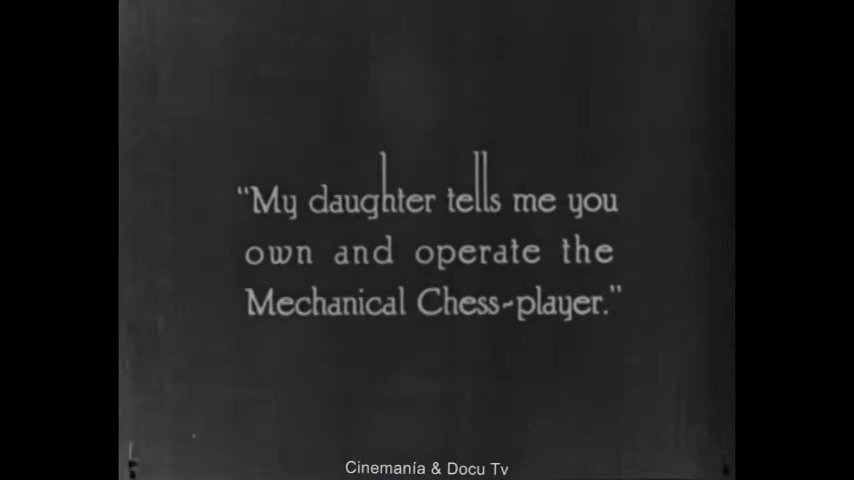 "My daughter tells me you
own and operate the
Mechanical Chess-player."
Cinemanía & Docu Tv